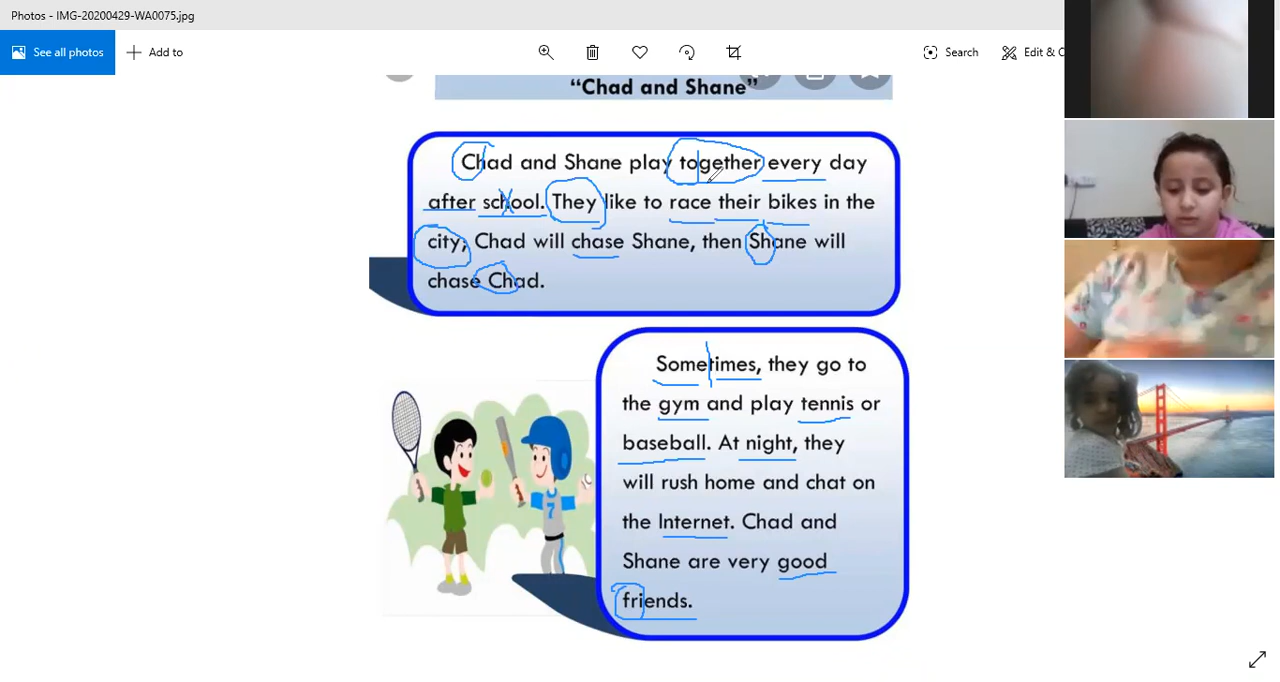 Photos - IMG-20200429-WA0075.jpg
See all photos
Add to
Search
Edit & C
"Chad and Shane"
Chad and Shane play together every day
after school. They like to race their bikes in the
city; Chad will chase Shane, then Shane will
chase Chad.
Sometimes, they go to
the gym and play tennis or
baseball. At night, they
will rush home and chat on
the Internet. Chad and
Shane are very good
friends.
7